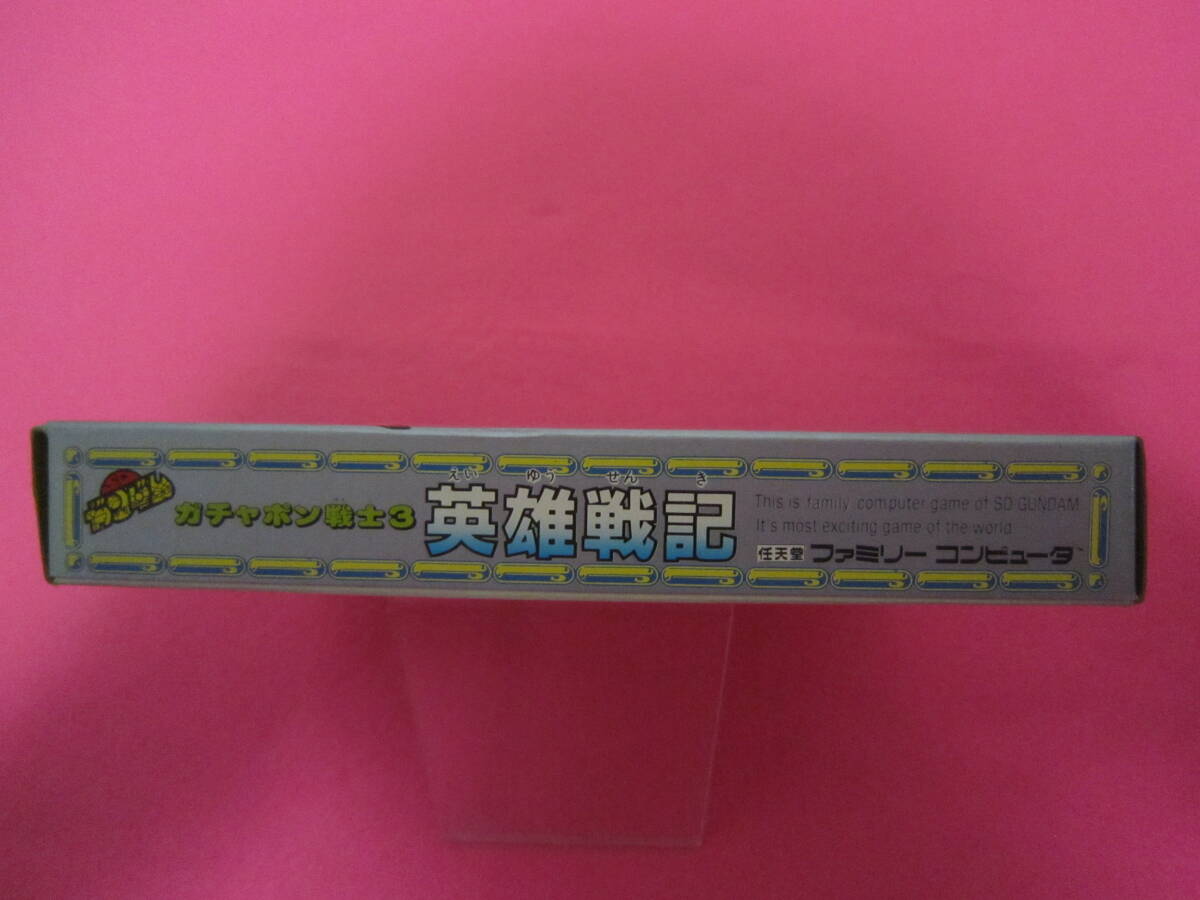 ガチャポン戦士3
えい ゆう せん き
英雄戦記
This is family computer game of SD GUNDAM
It's most exciting game of the world
任天堂 ファミリー コンピュータ™